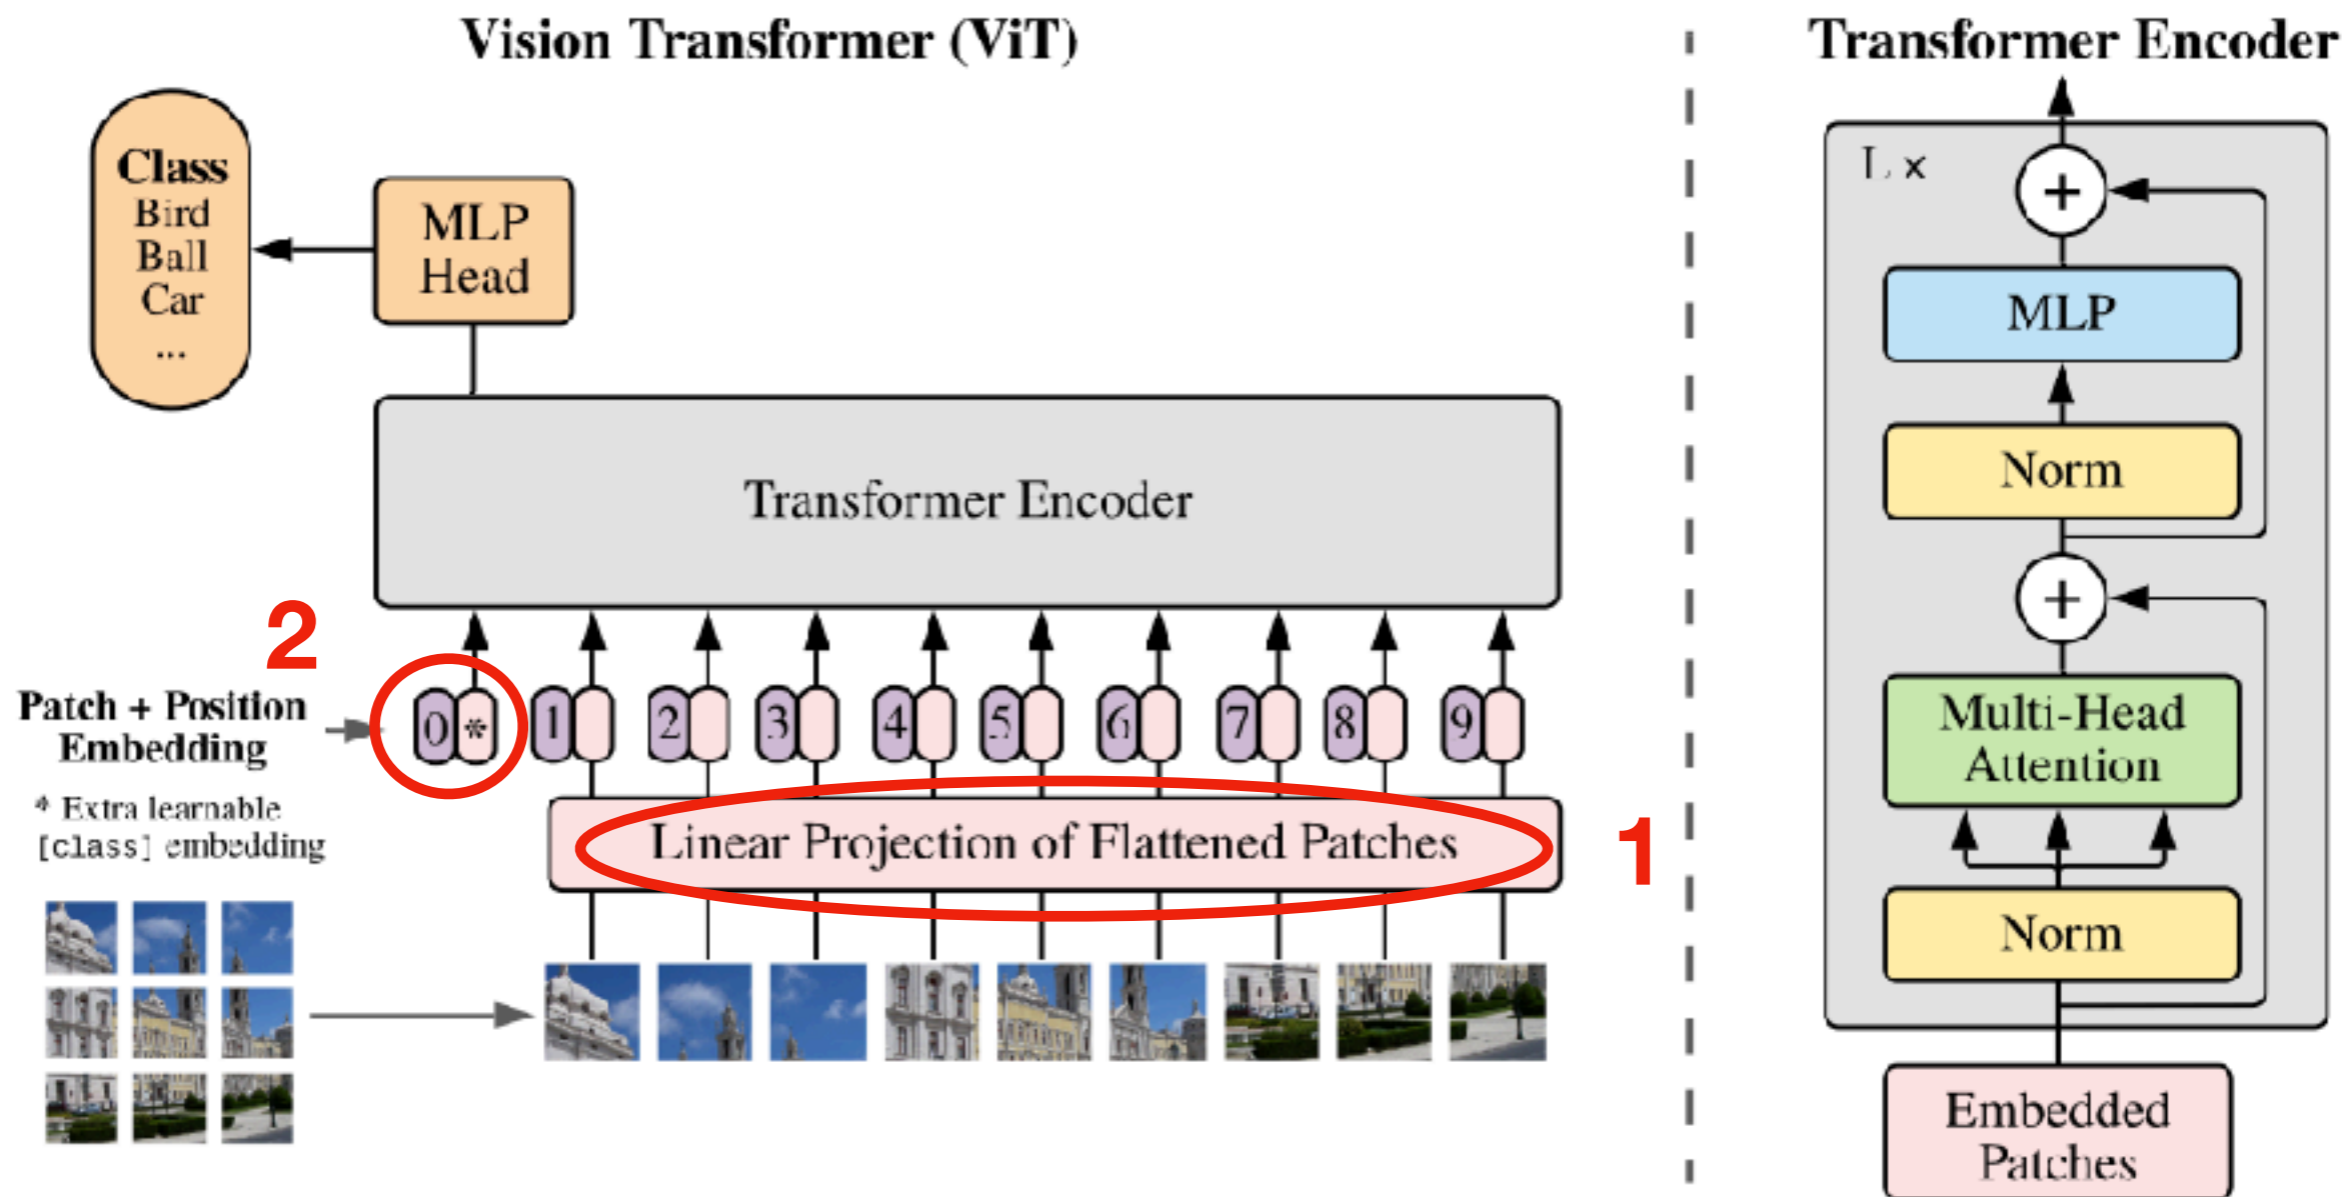 Vision Transformer (ViT)
Class
Bird
Ball
Car
...
MLP
Head
Transformer Encoder
2
Patch + Position
Embedding
0 * 1 2 3 4 5 6 7 8 9
* Extra learnable
[class] embedding
Linear Projection of Flattened Patches
1
Transformer Encoder
L x
+
MLP
Norm
+
Multi-Head
Attention
Norm
Embedded
Patches